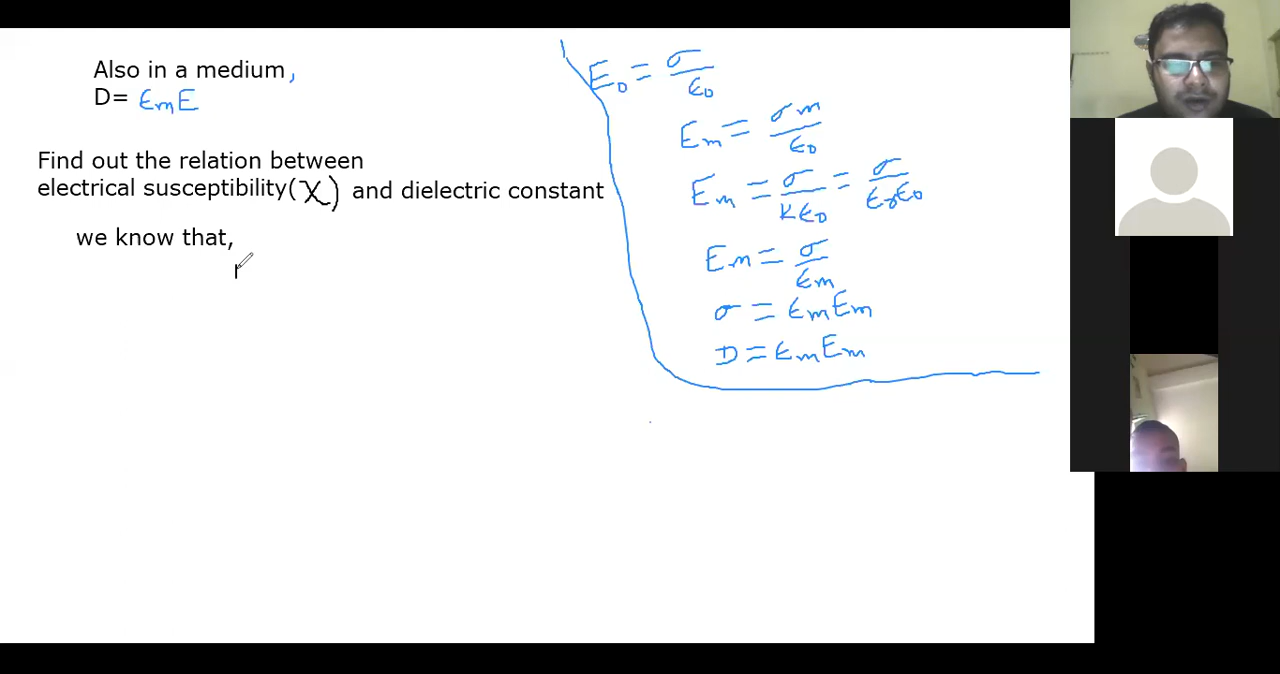 Also in a medium,
D= ϵmE
Find out the relation between
electrical susceptibility(χ) and dielectric constant
we know that,
E0 = σ/ϵ0
Em = σm/ϵ0
Em = σ/Kϵ0 = σ/ϵrϵ0
Em = σ/ϵm
σ = ϵmEm
D = ϵmEm